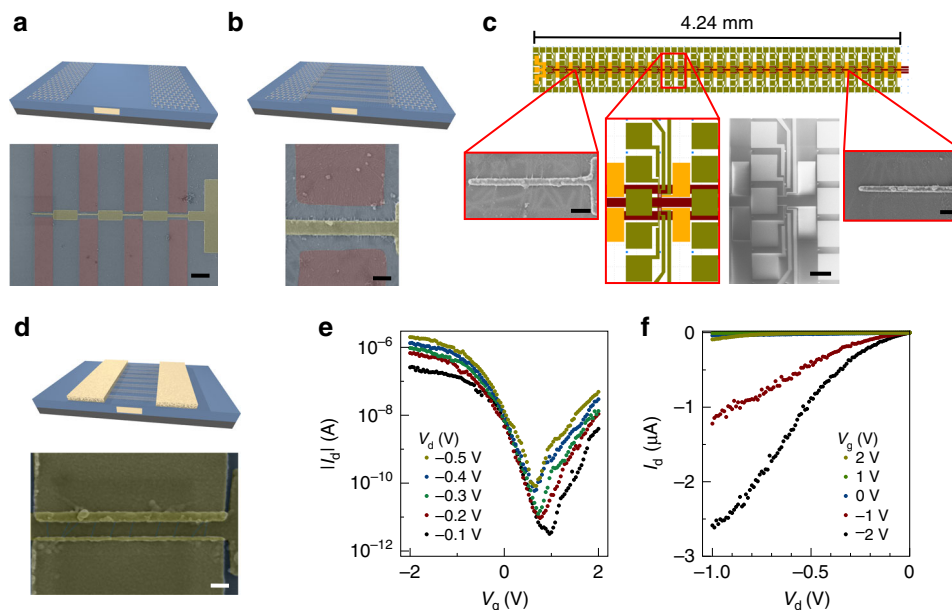 a
b
c
4.24 mm
d
e
10⁻⁶
10⁻⁸
10⁻¹⁰
10⁻¹²
|I_d| (A)
V_d (V)
−0.5 V
−0.4 V
−0.3 V
−0.2 V
−0.1 V
−2
0
2
V_g (V)
f
0
−1
−2
−3
I_d (μA)
V_g (V)
2 V
1 V
0 V
−1 V
−2 V
−1.0
−0.5
0
V_d (V)